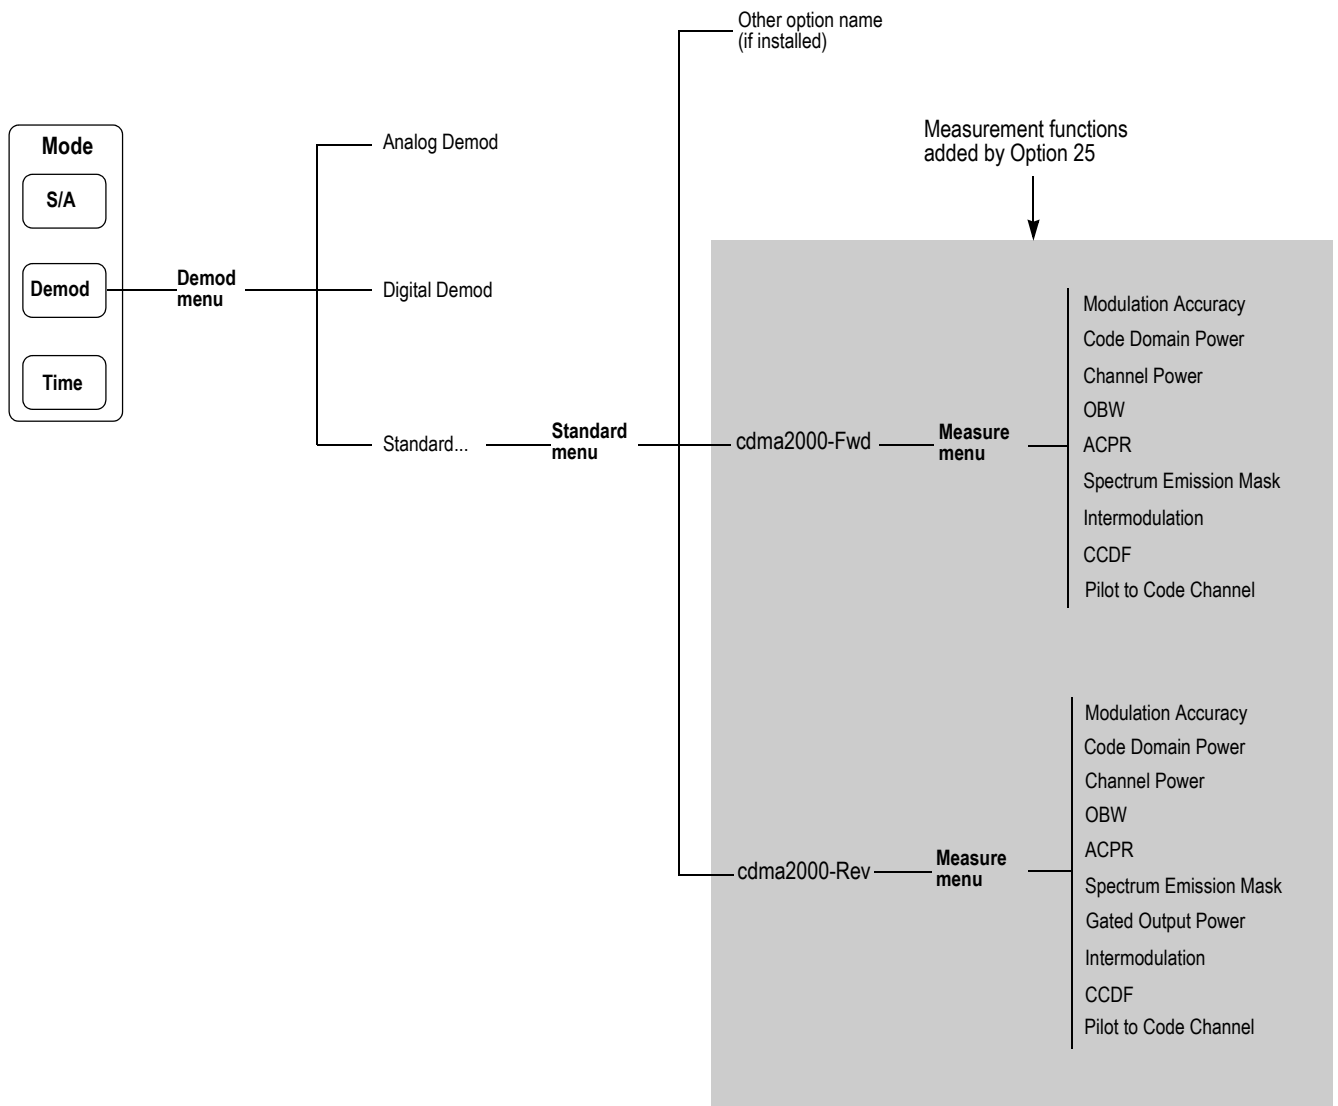 Other option name
(if installed)
Mode
S/A
Demod
Time
Demod
menu
Analog Demod
Digital Demod
Standard...
Standard
menu
Measurement functions
added by Option 25
cdma2000-Fwd
Measure
menu
Modulation Accuracy
Code Domain Power
Channel Power
OBW
ACPR
Spectrum Emission Mask
Intermodulation
CCDF
Pilot to Code Channel
cdma2000-Rev
Measure
menu
Modulation Accuracy
Code Domain Power
Channel Power
OBW
ACPR
Spectrum Emission Mask
Gated Output Power
Intermodulation
CCDF
Pilot to Code Channel